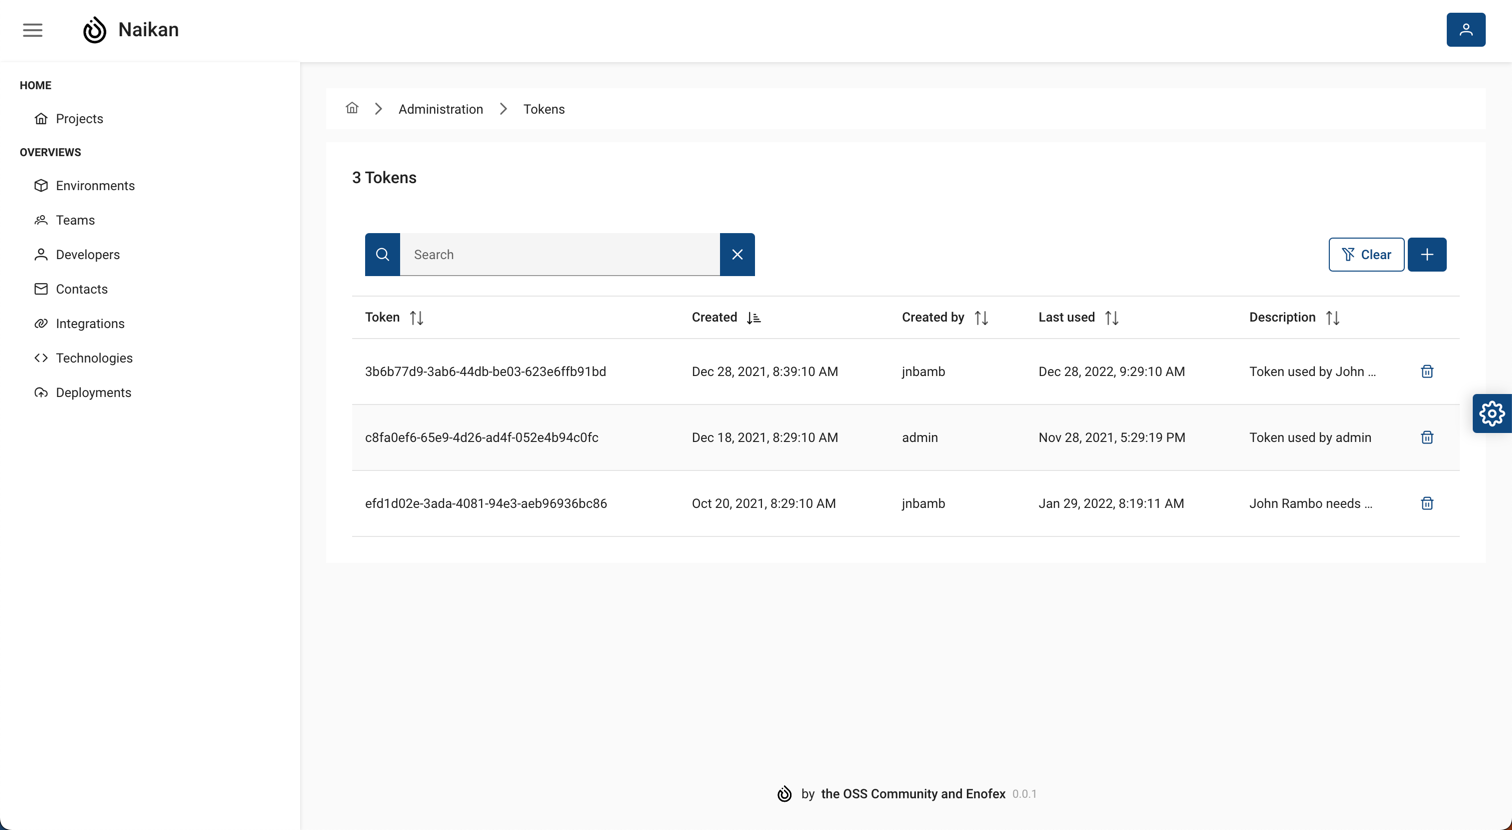 Naikan
HOME
Projects
OVERVIEWS
Environments
Teams
Developers
Contacts
Integrations
Technologies
Deployments
Administration Tokens
3 Tokens
Search
Clear
Token Created Created by Last used Description
3b6b77d9-3ab6-44db-be03-623e6ffb91bd Dec 28, 2021, 8:39:10 AM jnbamb Dec 28, 2022, 9:29:10 AM Token used by John ...
c8fa0ef6-65e9-4d26-ad4f-052e4b94c0fc Dec 18, 2021, 8:29:10 AM admin Nov 28, 2021, 5:29:19 PM Token used by admin
efd1d02e-3ada-4081-94e3-aeb96936bc86 Oct 20, 2021, 8:29:10 AM jnbamb Jan 29, 2022, 8:19:11 AM John Rambo needs ...
by the OSS Community and Enofex 0.0.1